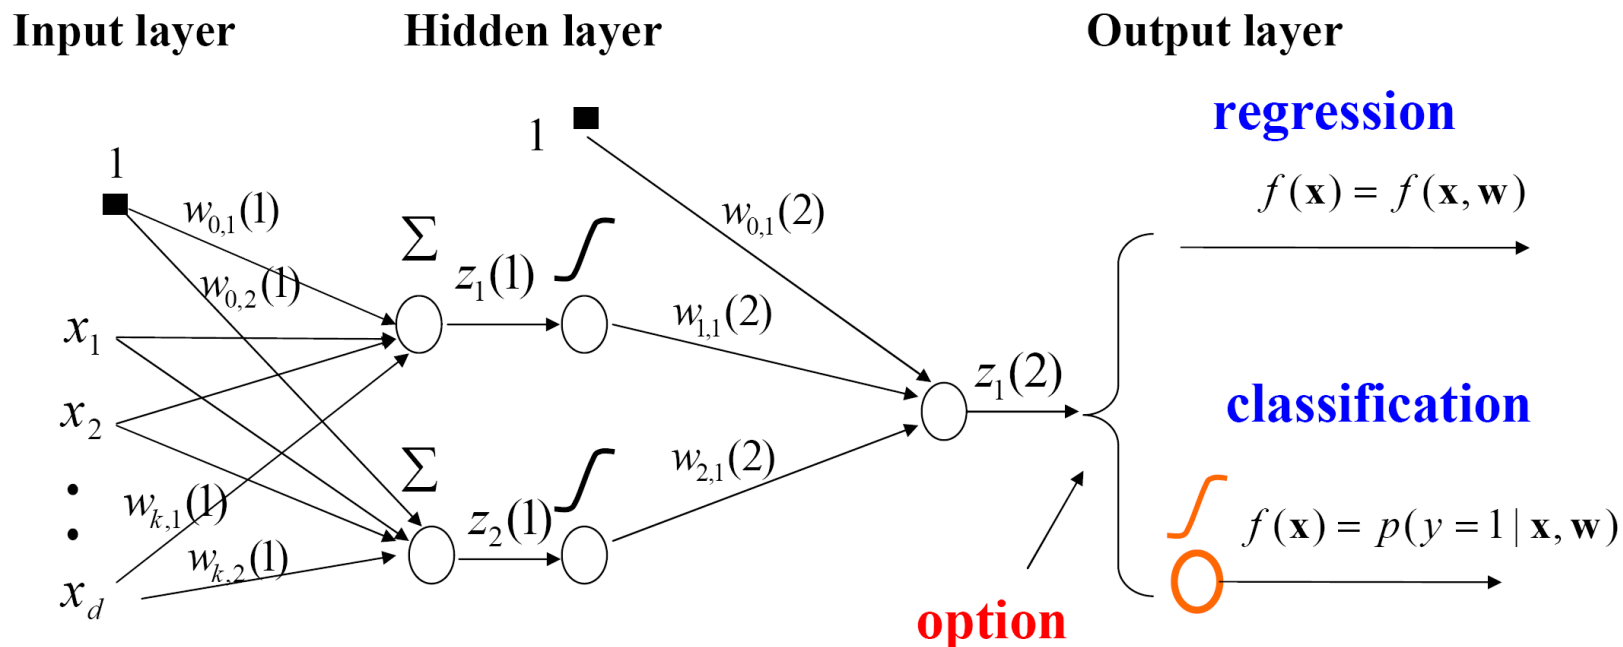 Input layer
Hidden layer
Output layer
regression
1
1
w₀,₁(1)
w₀,₁(2)
f(x) = f(x, w)
Σ
w₀,₂(1)
z₁(1)
x₁
w₁,₁(2)
z₁(2)
classification
x₂
Σ
w₂,₁(2)
wₖ,₁(1)
z₂(1)
f(x) = p(y = 1 | x, w)
wₖ,₂(1)
x_d
option